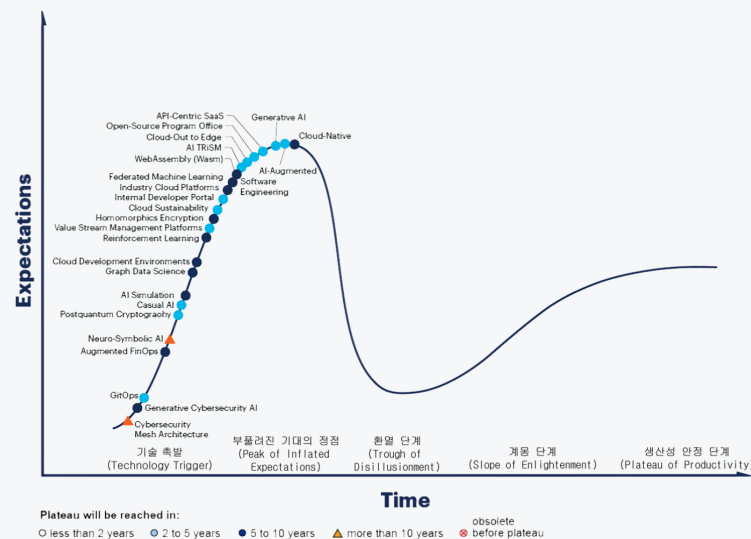 Expectations
API-Centric SaaS
Generative AI
Open-Source Program Office
Cloud-Out to Edge
Cloud-Native
AI TRiSM
WebAssembly (Wasm)
AI-Augmented
Software
Engineering
Federated Machine Learning
Industry Cloud Platforms
Internal Developer Portal
Cloud Sustainability
Homomorphics Encryption
Value Stream Management Platforms
Reinforcement Learning
Cloud Development Environments
Graph Data Science
AI Simulation
Casual AI
Postquantum Cryptograohy
Neuro-Symbolic AI
Augmented FinOps
GitOps
Generative Cybersecurity AI
Cybersecurity
Mesh Architecture
기술 촉발
(Technology Trigger)
부풀려진 기대의 정점
(Peak of Inflated
Expectations)
환멸 단계
(Trough of
Disillusionment)
계몽 단계
(Slope of Enlightenment)
생산성 안정 단계
(Plateau of Productivity)
Time
Plateau will be reached in:
less than 2 years
2 to 5 years
5 to 10 years
more than 10 years
obsolete
before plateau